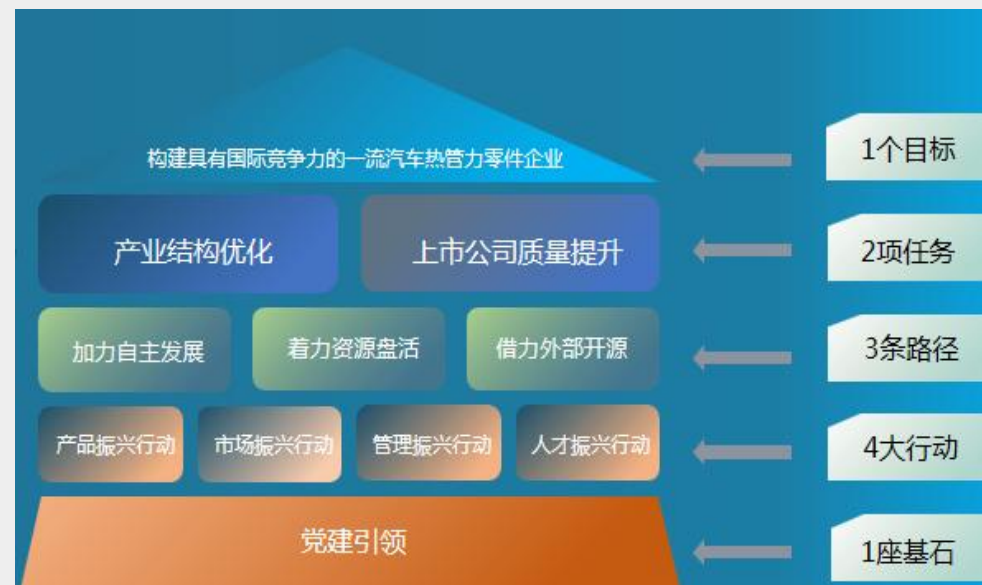 构建具有国际竞争力的一流汽车热管力零件企业
1个目标
产业结构优化
上市公司质量提升
2项任务
加力自主发展
着力资源盘活
借力外部开源
3条路径
产品振兴行动
市场振兴行动
管理振兴行动
人才振兴行动
4大行动
党建引领
1座基石